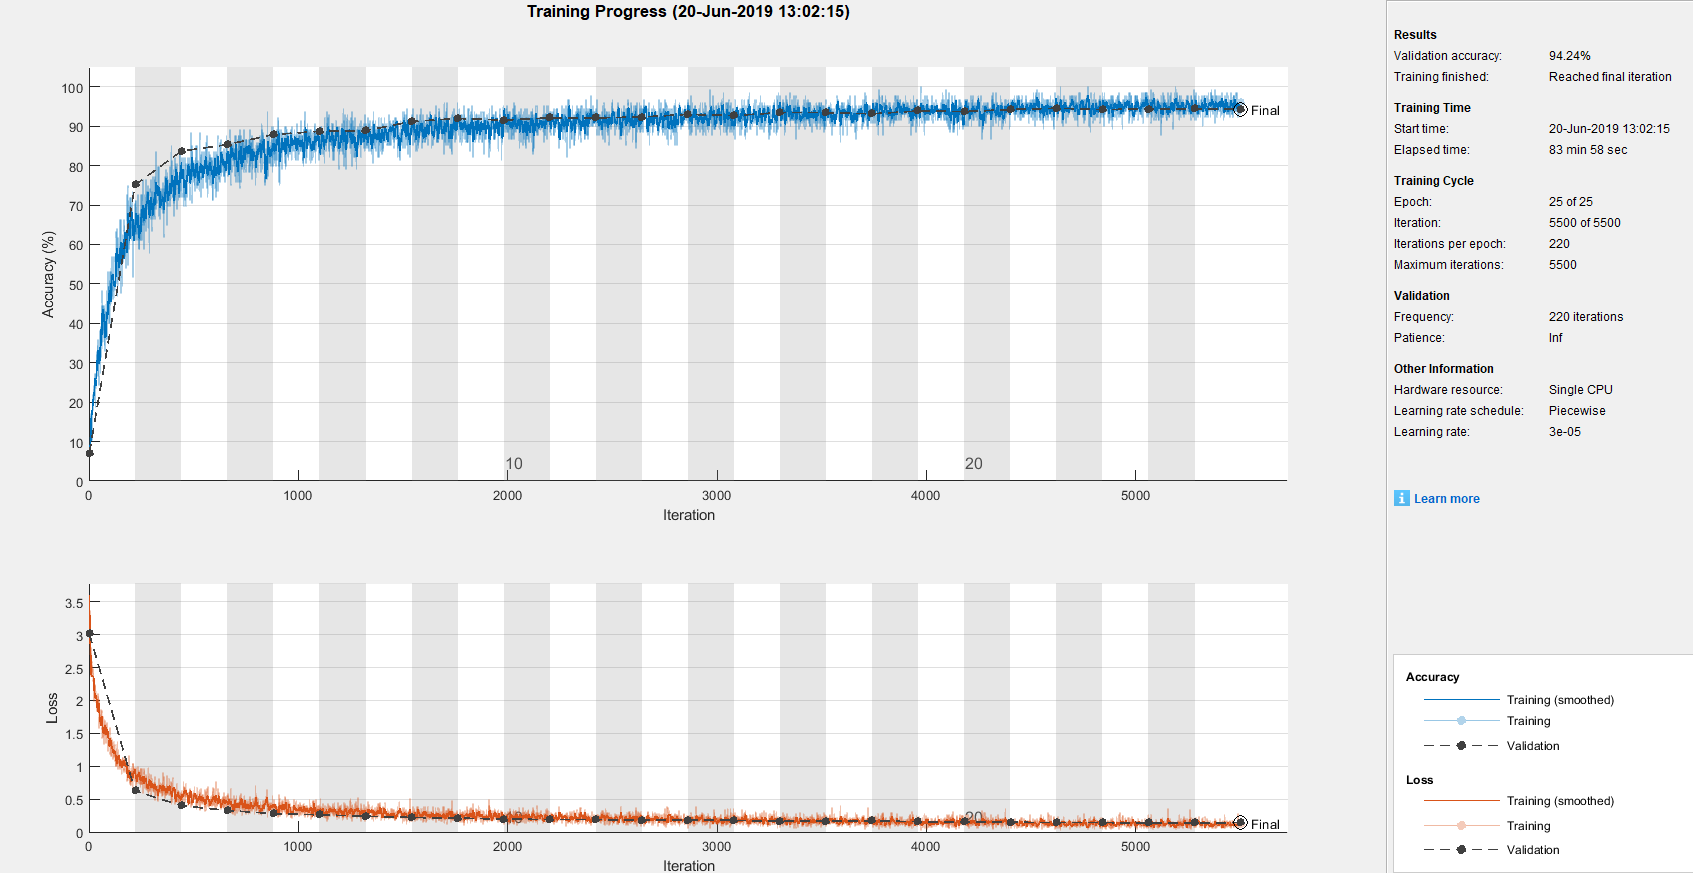 Training Progress (20-Jun-2019 13:02:15)
100
90
80
70
60
50
40
30
20
10
0
Accuracy (%)
10
20
Final
0
1000
2000
3000
4000
5000
Iteration
3.5
3
2.5
2
1.5
1
0.5
0
Loss
20
Final
0
1000
2000
3000
4000
5000
Iteration
Results
Validation accuracy: 94.24%
Training finished: Reached final iteration
Training Time
Start time: 20-Jun-2019 13:02:15
Elapsed time: 83 min 58 sec
Training Cycle
Epoch: 25 of 25
Iteration: 5500 of 5500
Iterations per epoch: 220
Maximum iterations: 5500
Validation
Frequency: 220 iterations
Patience: Inf
Other Information
Hardware resource: Single CPU
Learning rate schedule: Piecewise
Learning rate: 3e-05
i Learn more
Accuracy
Training (smoothed)
Training
Validation
Loss
Training (smoothed)
Training
Validation